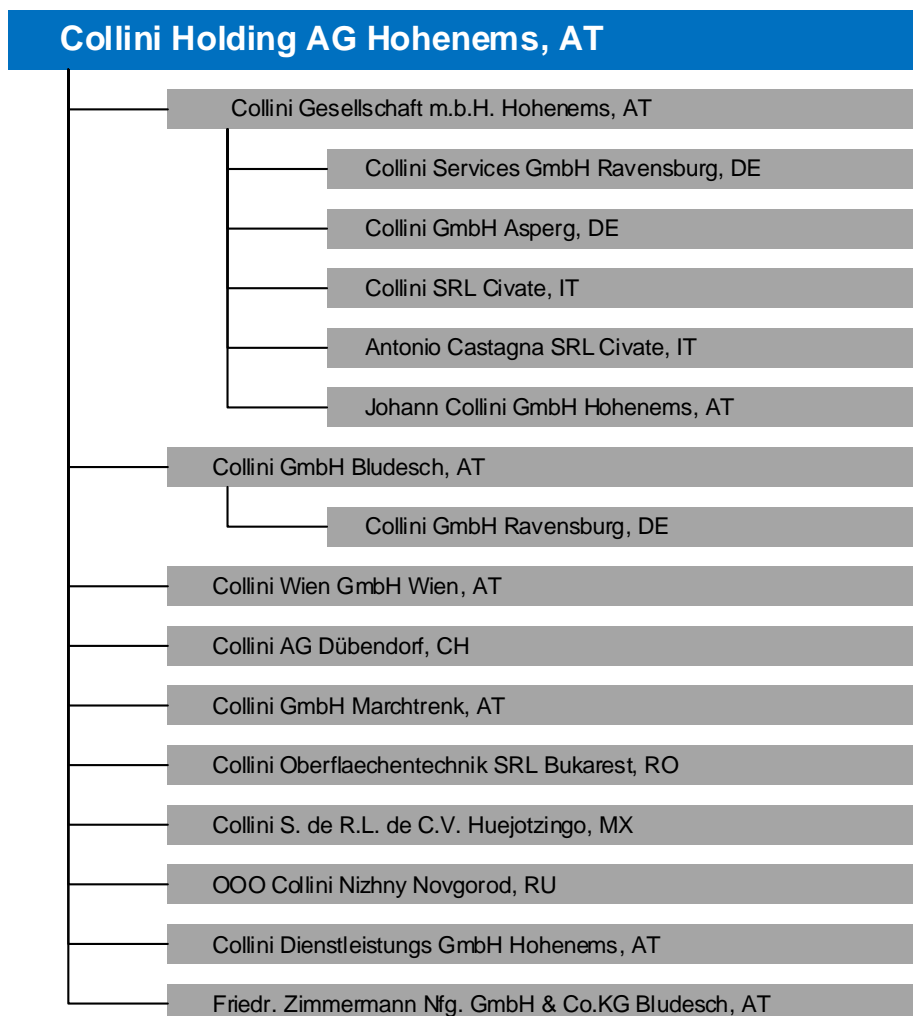 Collini Holding AG Hohenems, AT
Collini Gesellschaft m.b.H. Hohenems, AT
Collini Services GmbH Ravensburg, DE
Collini GmbH Asperg, DE
Collini SRL Civate, IT
Antonio Castagna SRL Civate, IT
Johann Collini GmbH Hohenems, AT
Collini GmbH Bludesch, AT
Collini GmbH Ravensburg, DE
Collini Wien GmbH Wien, AT
Collini AG Dübendorf, CH
Collini GmbH Marchtrenk, AT
Collini Oberflaechentechnik SRL Bukarest, RO
Collini S. de R.L. de C.V. Huejotzingo, MX
OOO Collini Nizhny Novgorod, RU
Collini Dienstleistungs GmbH Hohenems, AT
Friedr. Zimmermann Nfg. GmbH & Co.KG Bludesch, AT